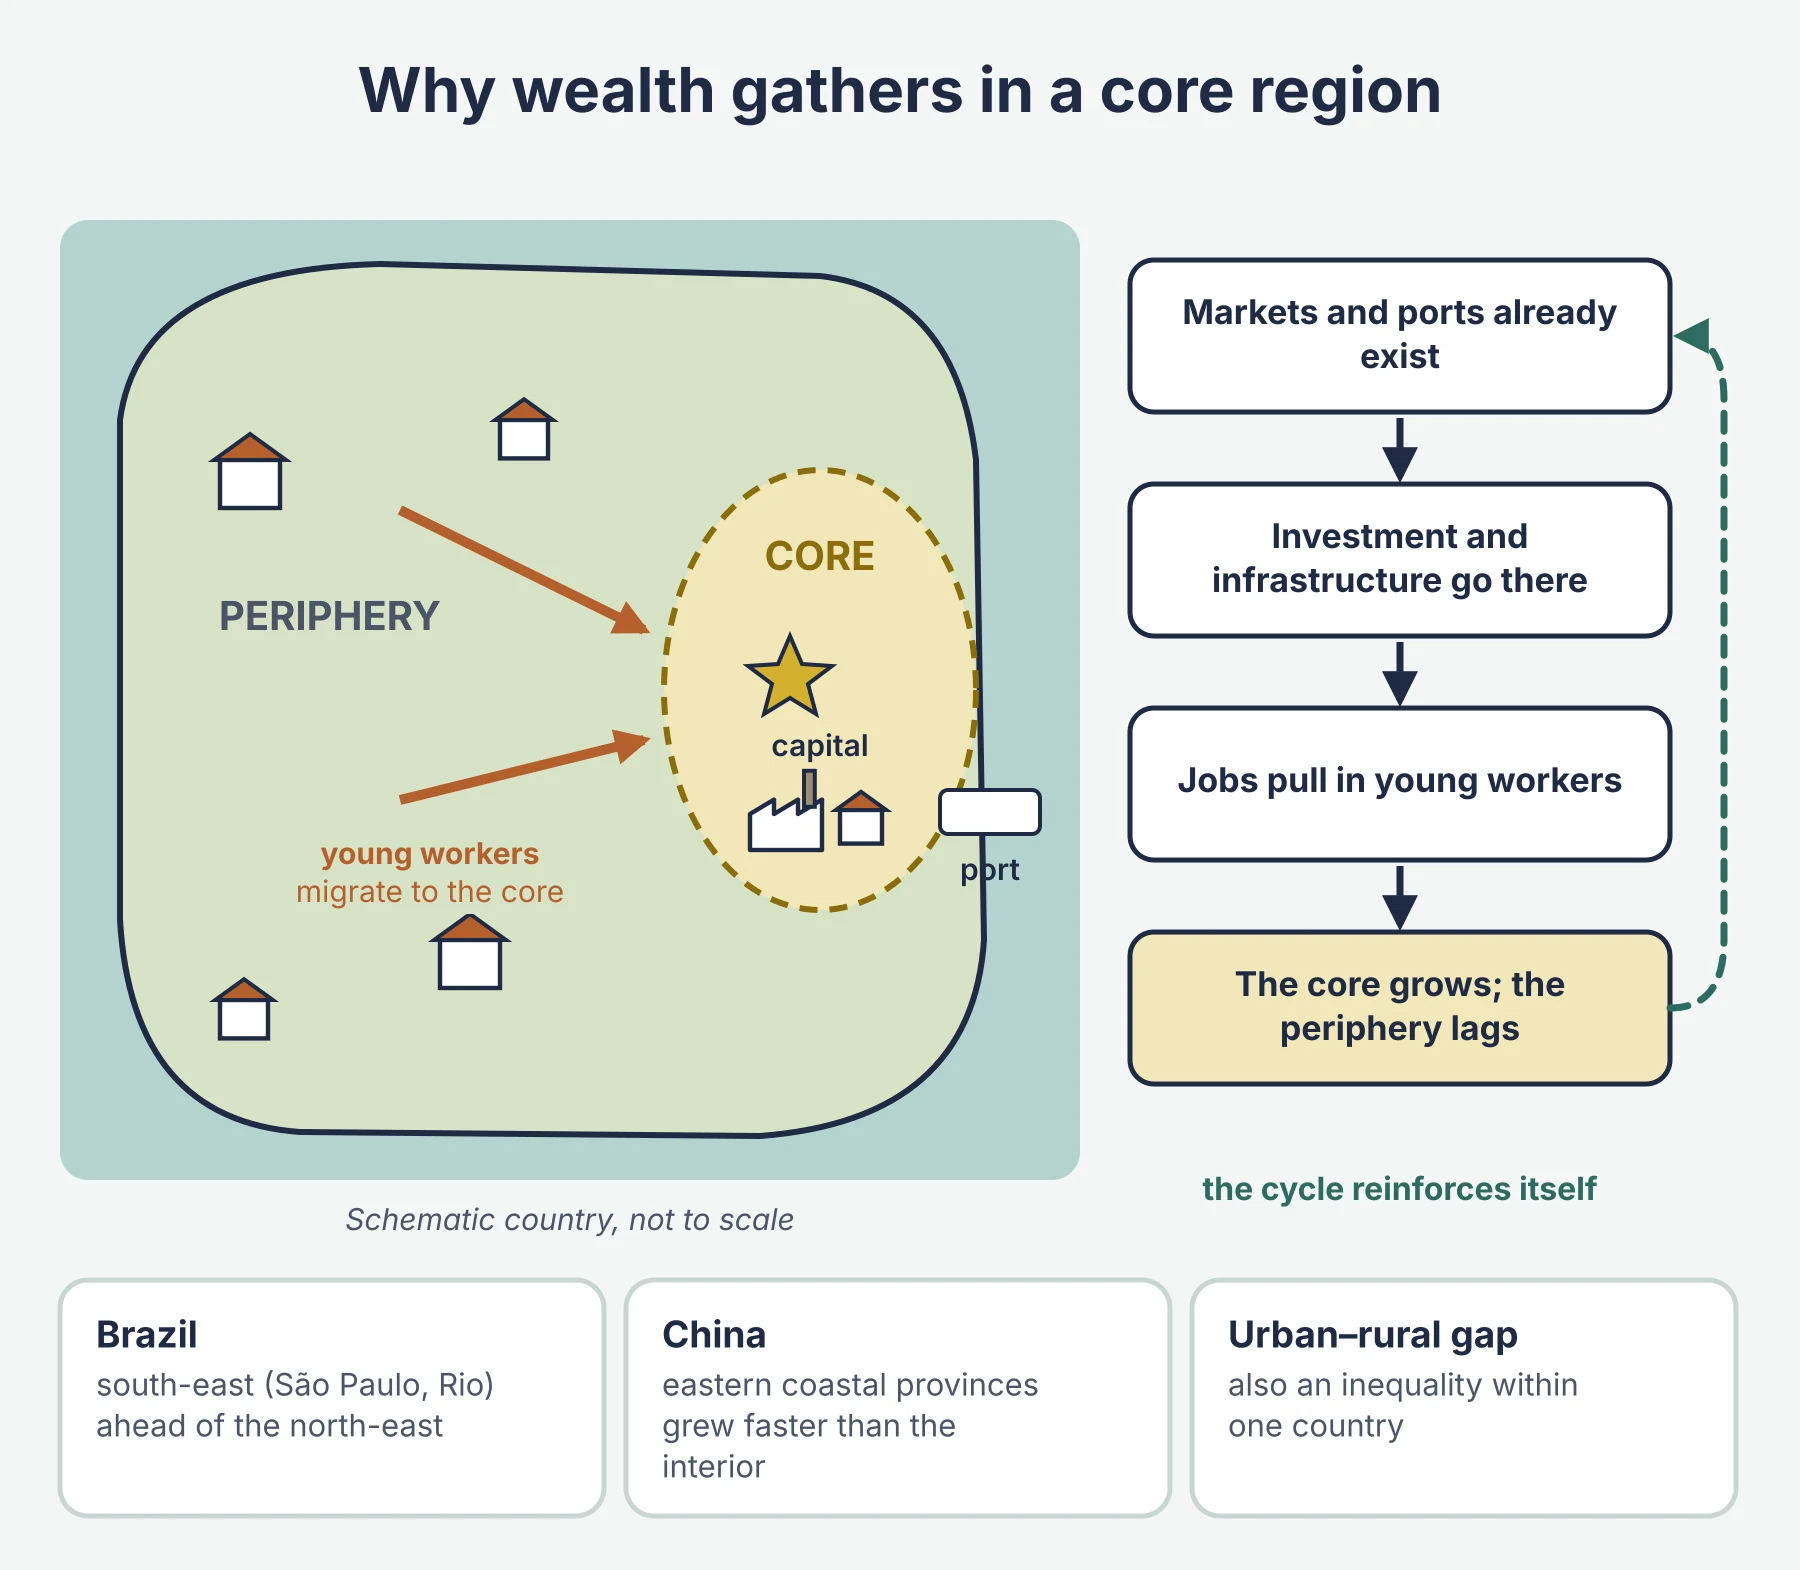 Why wealth gathers in a core region
PERIPHERY
CORE
capital
port
young workers
migrate to the core
Schematic country, not to scale
Markets and ports already
exist
Investment and
infrastructure go there
Jobs pull in young workers
The core grows; the
periphery lags
the cycle reinforces itself
Brazil
south-east (São Paulo, Rio)
ahead of the north-east
China
eastern coastal provinces
grew faster than the
interior
Urban–rural gap
also an inequality within
one country